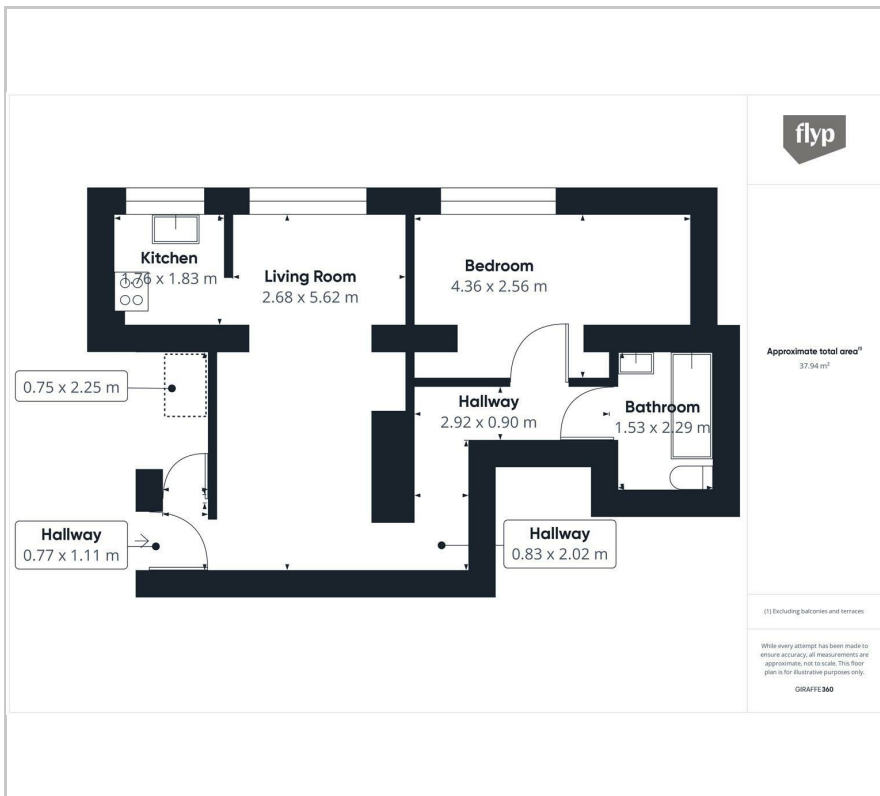 flyp
Kitchen
1.76 x 1.83 m
Living Room
2.68 x 5.62 m
Bedroom
4.36 x 2.56 m
0.75 x 2.25 m
Hallway
2.92 x 0.90 m
Bathroom
1.53 x 2.29 m
Hallway
0.77 x 1.11 m
Hallway
0.83 x 2.02 m
Approximate total area⁽¹⁾
37.94 m²
(1) Excluding balconies and terraces
While every attempt has been made to
ensure accuracy, all measurements are
approximate, not to scale. This floor
plan is for illustrative purposes only.
GIRAFFE360